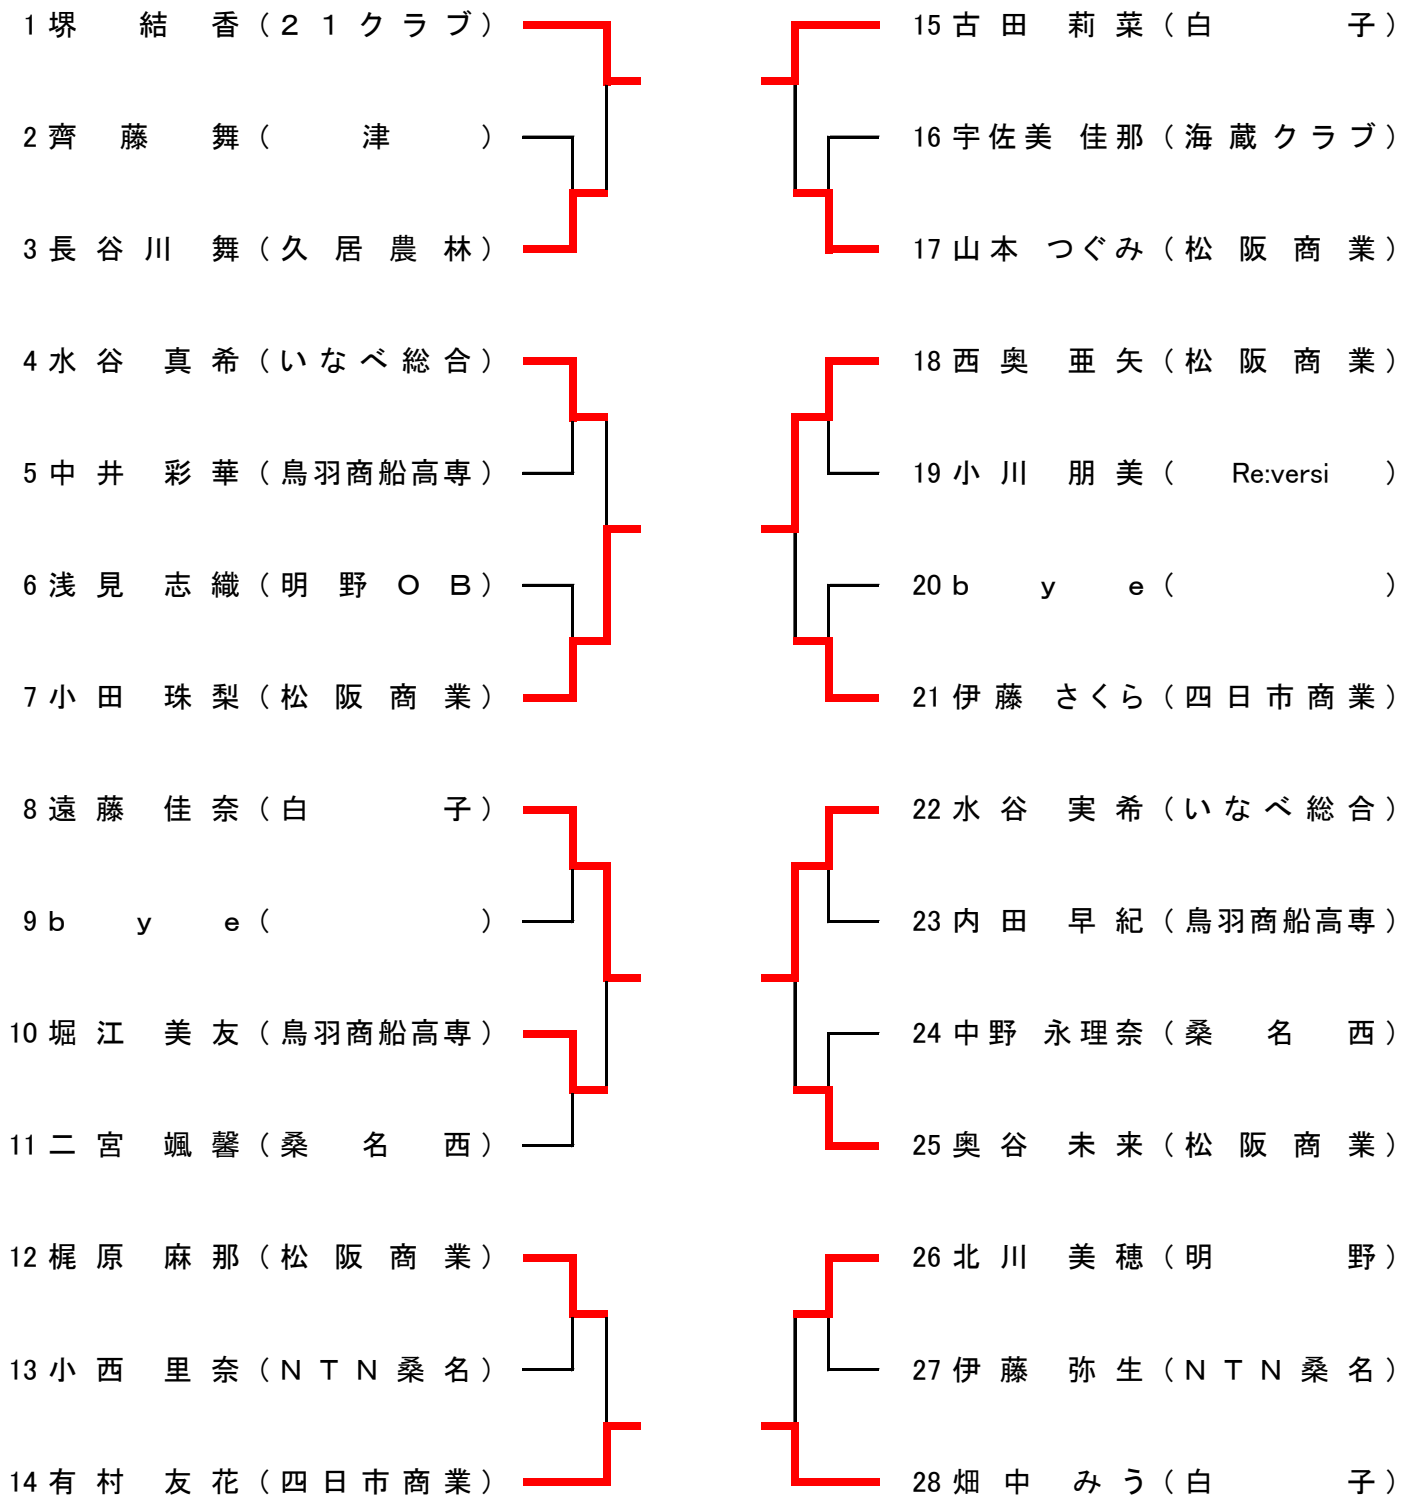 1 堺 結 香 ( 2 1 ク ラ ブ )
2 齊 藤 舞 ( 津 )
3 長 谷 川 舞 ( 久 居 農 林 )
4 水 谷 真 希 ( い な べ 総 合 )
5 中 井 彩 華 ( 鳥羽商船高専 )
6 浅 見 志 織 ( 明 野 O B )
7 小 田 珠 梨 ( 松 阪 商 業 )
8 遠 藤 佳 奈 ( 白 子 )
9 b y e ( )
10 堀 江 美 友 ( 鳥羽商船高専 )
11 二 宮 颯 馨 ( 桑 名 西 )
12 梶 原 麻 那 ( 松 阪 商 業 )
13 小 西 里 奈 ( N T N 桑 名 )
14 有 村 友 花 ( 四 日 市 商 業 )
15 古 田 莉 菜 ( 白 子 )
16 宇佐美 佳那 ( 海 蔵 ク ラ ブ )
17 山本 つぐみ ( 松 阪 商 業 )
18 西 奥 亜 矢 ( 松 阪 商 業 )
19 小 川 朋 美 ( Re:versi )
20 b y e ( )
21 伊 藤 さくら ( 四 日 市 商 業 )
22 水 谷 実 希 ( い な べ 総 合 )
23 内 田 早 紀 ( 鳥羽商船高専 )
24 中野 永理奈 ( 桑 名 西 )
25 奥 谷 未 来 ( 松 阪 商 業 )
26 北 川 美 穂 ( 明 野 )
27 伊 藤 弥 生 ( N T N 桑 名 )
28 畑 中 み う ( 白 子 )